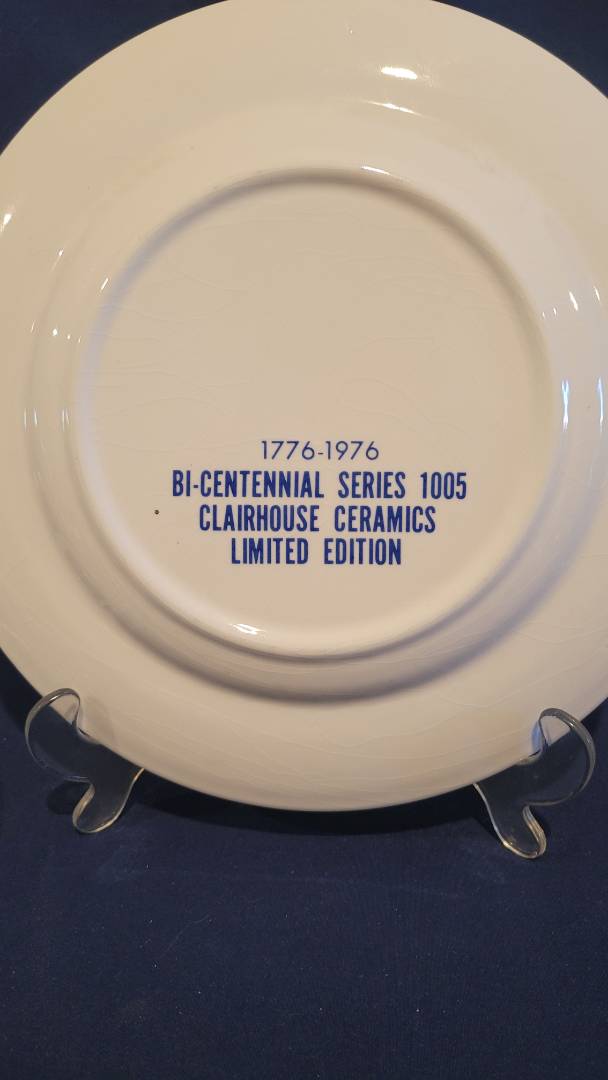 1776-1976
BI-CENTENNIAL SERIES 1005
CLAIRHOUSE CERAMICS
LIMITED EDITION